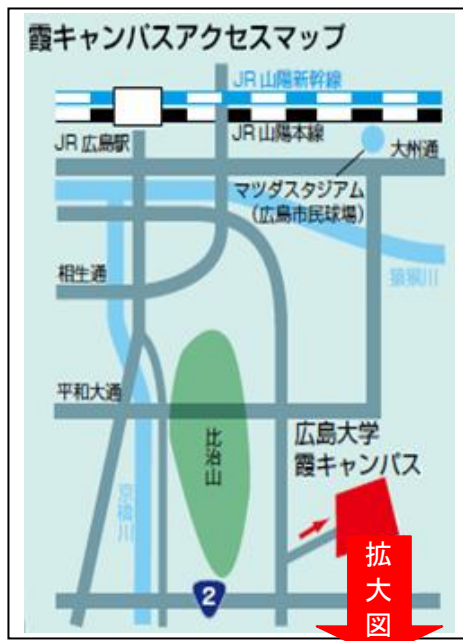 霞キャンパスアクセスマップ
JR山陽新幹線
JR広島駅
JR山陽本線
大州通
マツダスタジアム
(広島市民球場)
相生通
猿猴川
平和大通
比治山
広島大学
霞キャンパス
京橋川
2
拡大図